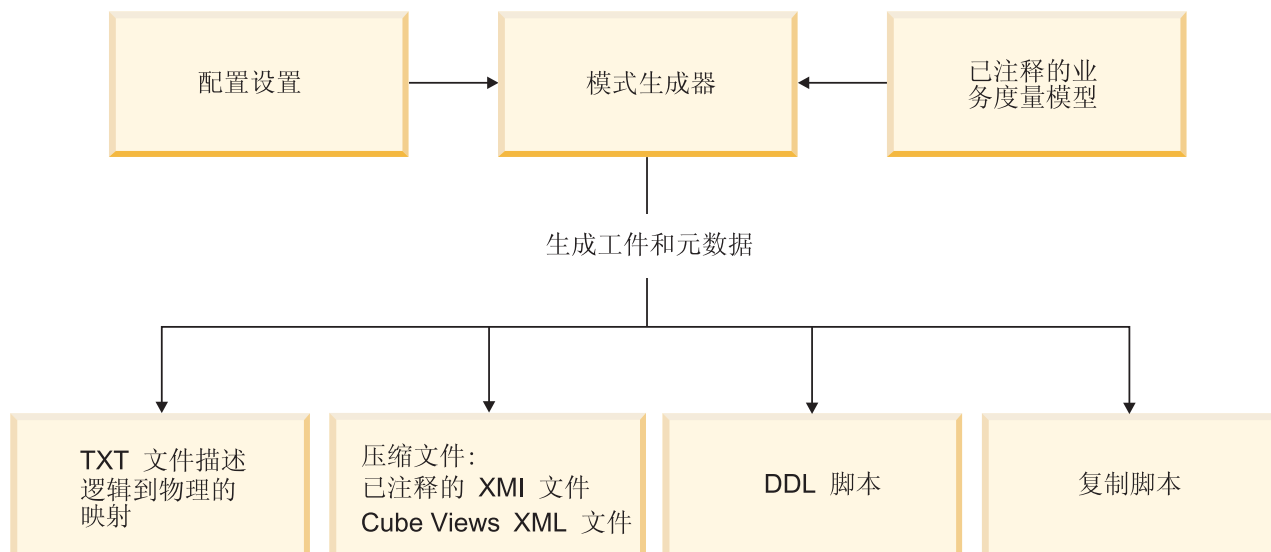 配置设置
模式生成器
已注释的业
务度量模型
生成工件和元数据
TXT 文件描述
逻辑到物理的
映射
压缩文件:
已注释的 XMI 文件
Cube Views XML 文件
DDL 脚本
复制脚本